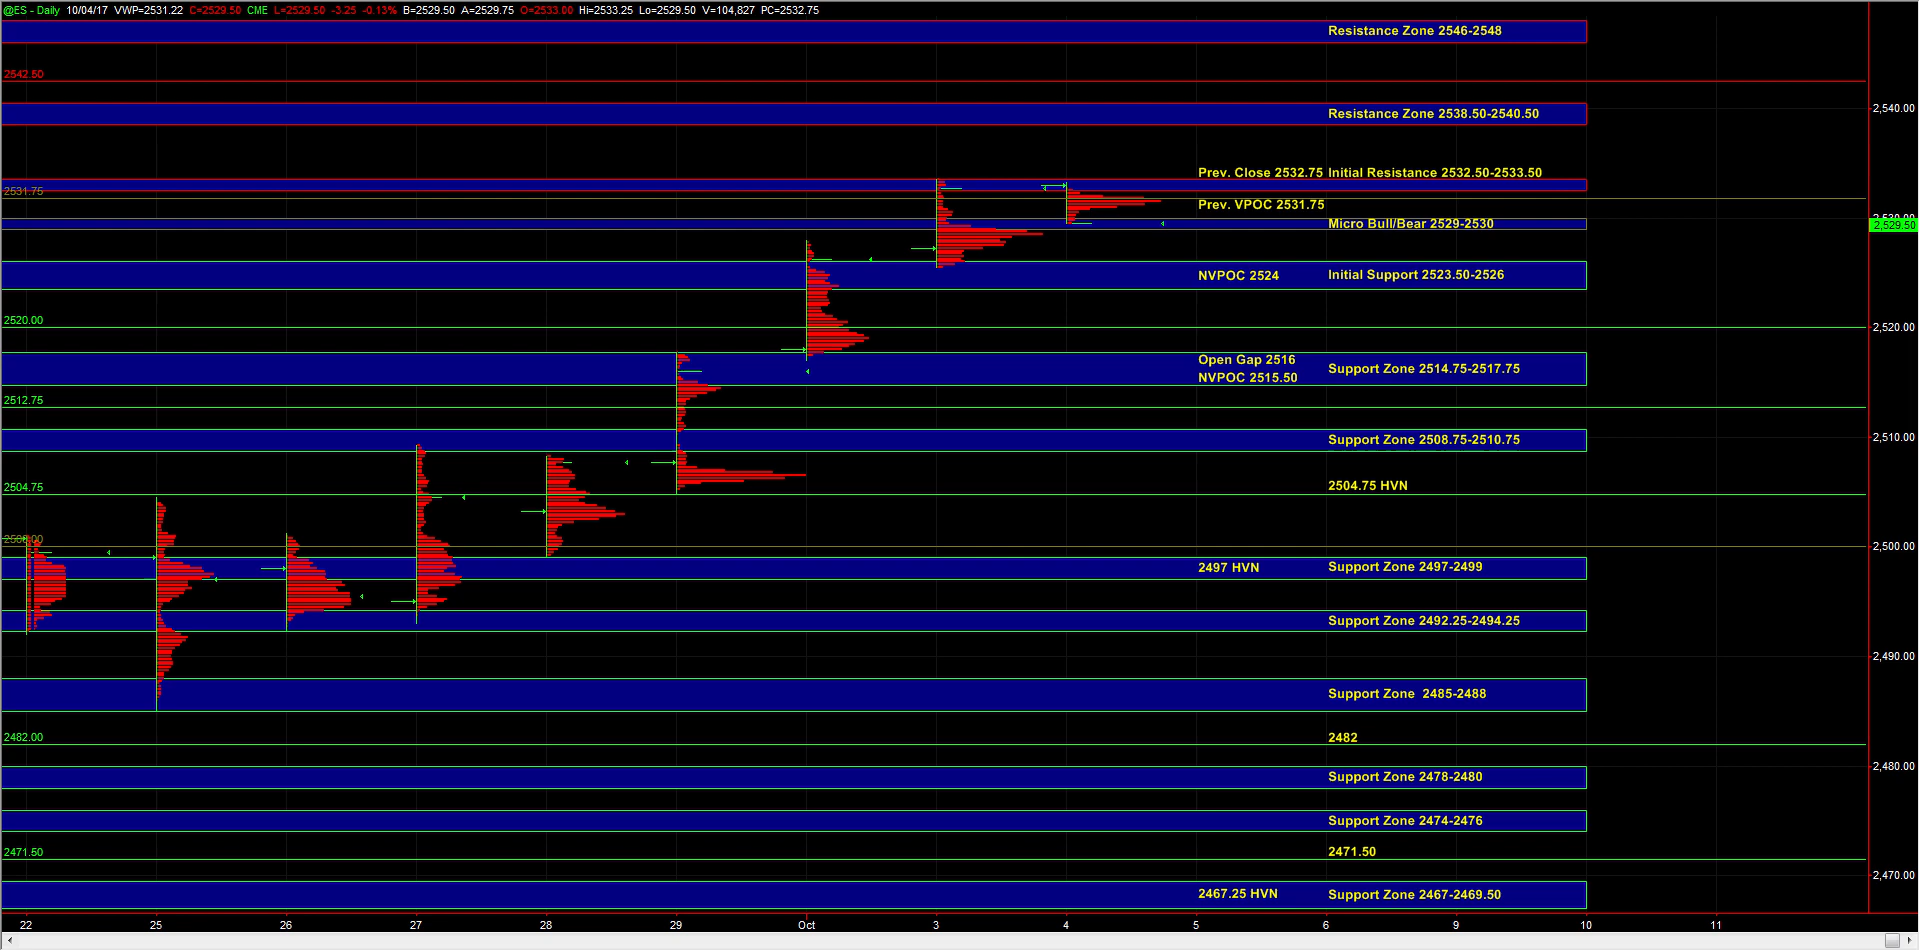 @ES - Daily 10/04/17 VWP=2531.22 C=2529.50 CME L=2529.50 -3.25 -0.13% B=2529.50 A=2529.75 O=2533.00 Hi=2533.25 Lo=2529.50 V=104,827 PC=2532.75
Resistance Zone 2546-2548
2542.50
2,540.00
Resistance Zone 2538.50-2540.50
Prev. Close 2532.75 Initial Resistance 2532.50-2533.50
2531.75
Prev. VPOC 2531.75
2,530.00
Micro Bull/Bear 2529-2530
2,529.50
NVPOC 2524 Initial Support 2523.50-2526
2520.00
2,520.00
Open Gap 2516
Support Zone 2514.75-2517.75
NVPOC 2515.50
2512.75
2,510.00
Support Zone 2508.75-2510.75
2504.75
2504.75 HVN
2500.00
2,500.00
2497 HVN Support Zone 2497-2499
Support Zone 2492.25-2494.25
2,490.00
Support Zone 2485-2488
2482.00
2482
2,480.00
Support Zone 2478-2480
Support Zone 2474-2476
2471.50
2471.50
2,470.00
2467.25 HVN Support Zone 2467-2469.50
22 25 26 27 28 29 Oct 3 4 5 6 9 10 11